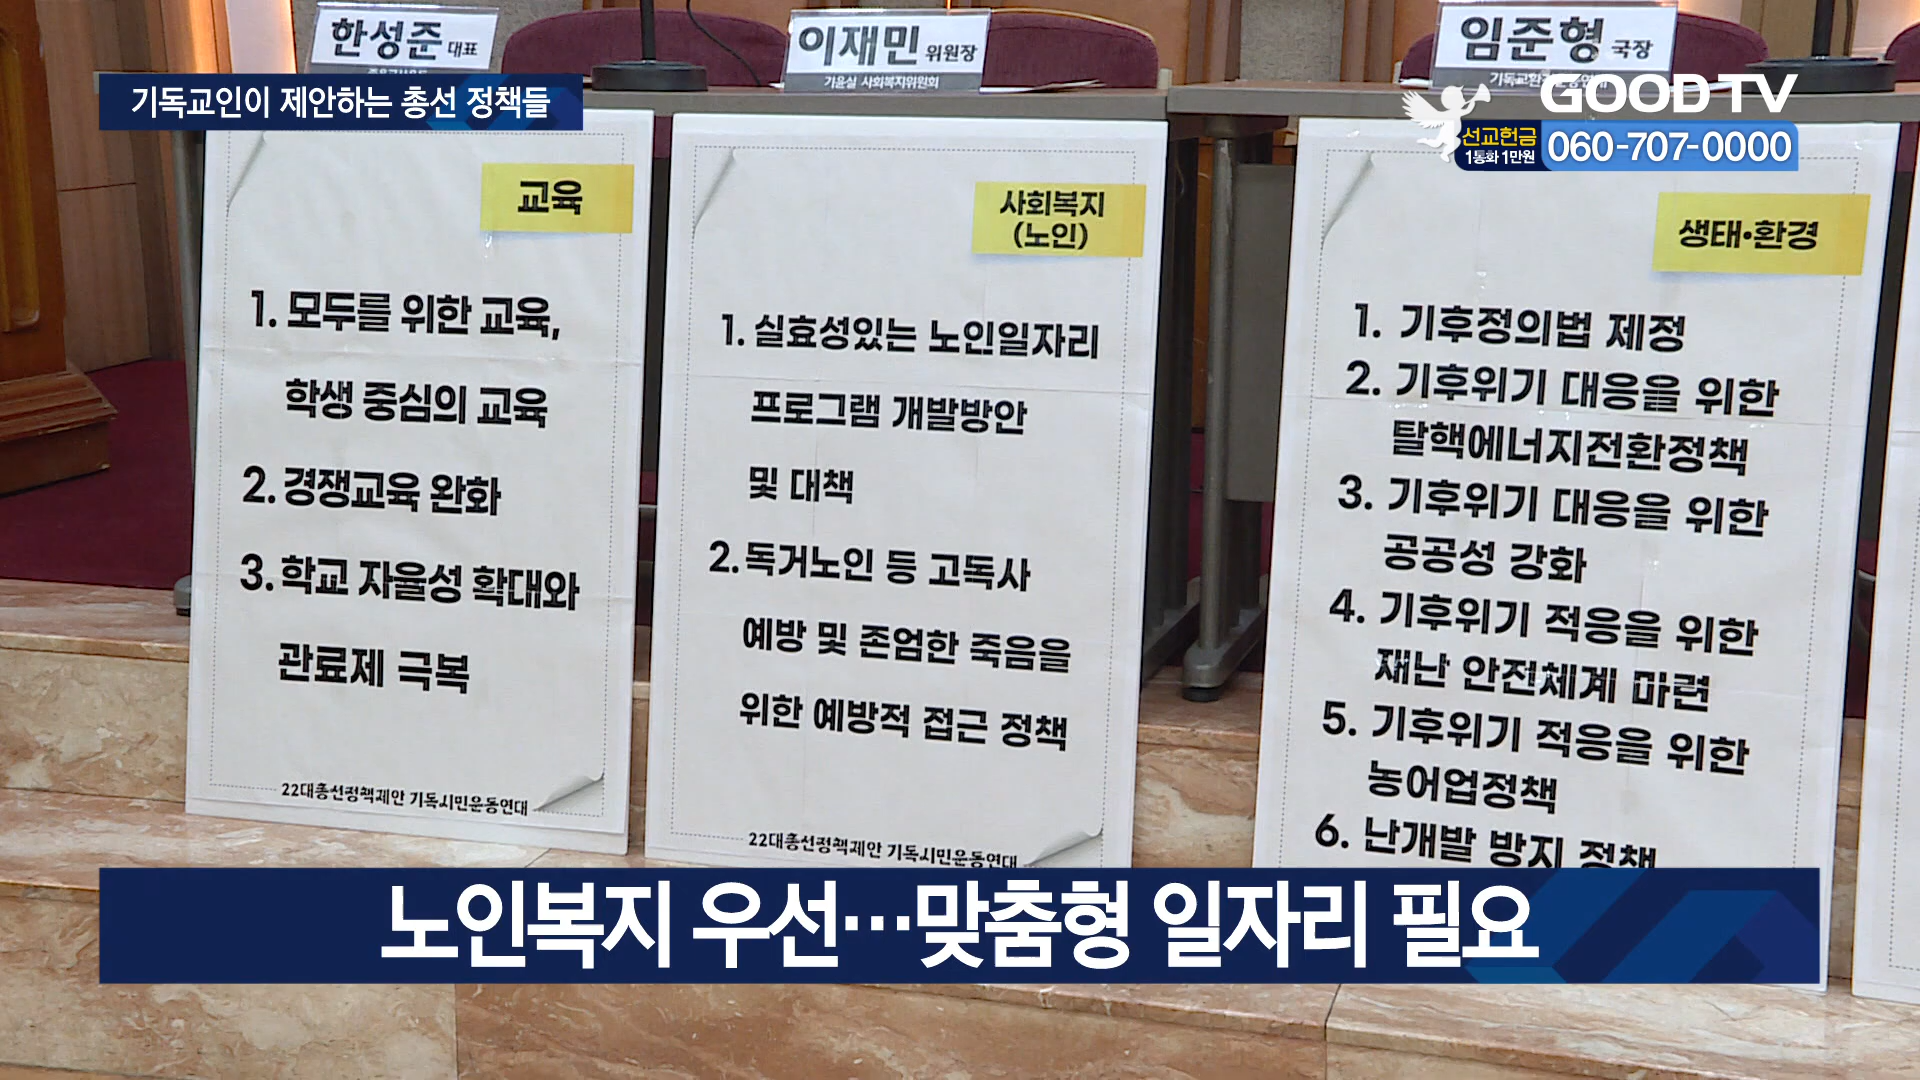 한성준 대표
이재민 위원장
기윤실 사회복지위원회
임준형 국장
기독교인이 제안하는 총선 정책들
GOOD TV
선교헌금
1통화 1만원
060-707-0000
교육
1. 모두를 위한 교육,
학생 중심의 교육
2. 경쟁교육 완화
3. 학교 자율성 확대와
관료제 극복
22대총선정책제안 기독시민운동연대
사회복지
(노인)
1. 실효성있는 노인일자리
프로그램 개발방안
및 대책
2. 독거노인 등 고독사
예방 및 존엄한 죽음을
위한 예방적 접근 정책
22대총선정책제안 기독시민운동연대
생태·환경
1. 기후정의법 제정
2. 기후위기 대응을 위한
탈핵에너지전환정책
3. 기후위기 대응을 위한
공공성 강화
4. 기후위기 적응을 위한
재난 안전체계 마련
5. 기후위기 적응을 위한
농어업정책
6. 난개발 방지 정책
노인복지 우선…맞춤형 일자리 필요